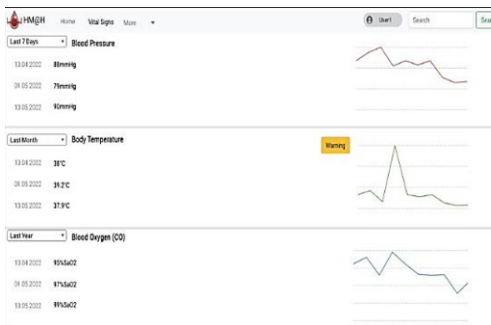 HM@H Home Vital Signs More User1 Search
Last 7 Days Blood Pressure
13.04.2022 88mmHg
01.05.2022 79mmHg
13.05.2022 90mmHg
Last Month Body Temperature Warning
13.04.2022 38°C
01.05.2022 39.2°C
13.05.2022 37.9°C
Last Year Blood Oxygen (CO)
13.04.2022 95%SaO2
01.05.2022 97%SaO2
13.05.2022 99%SaO2